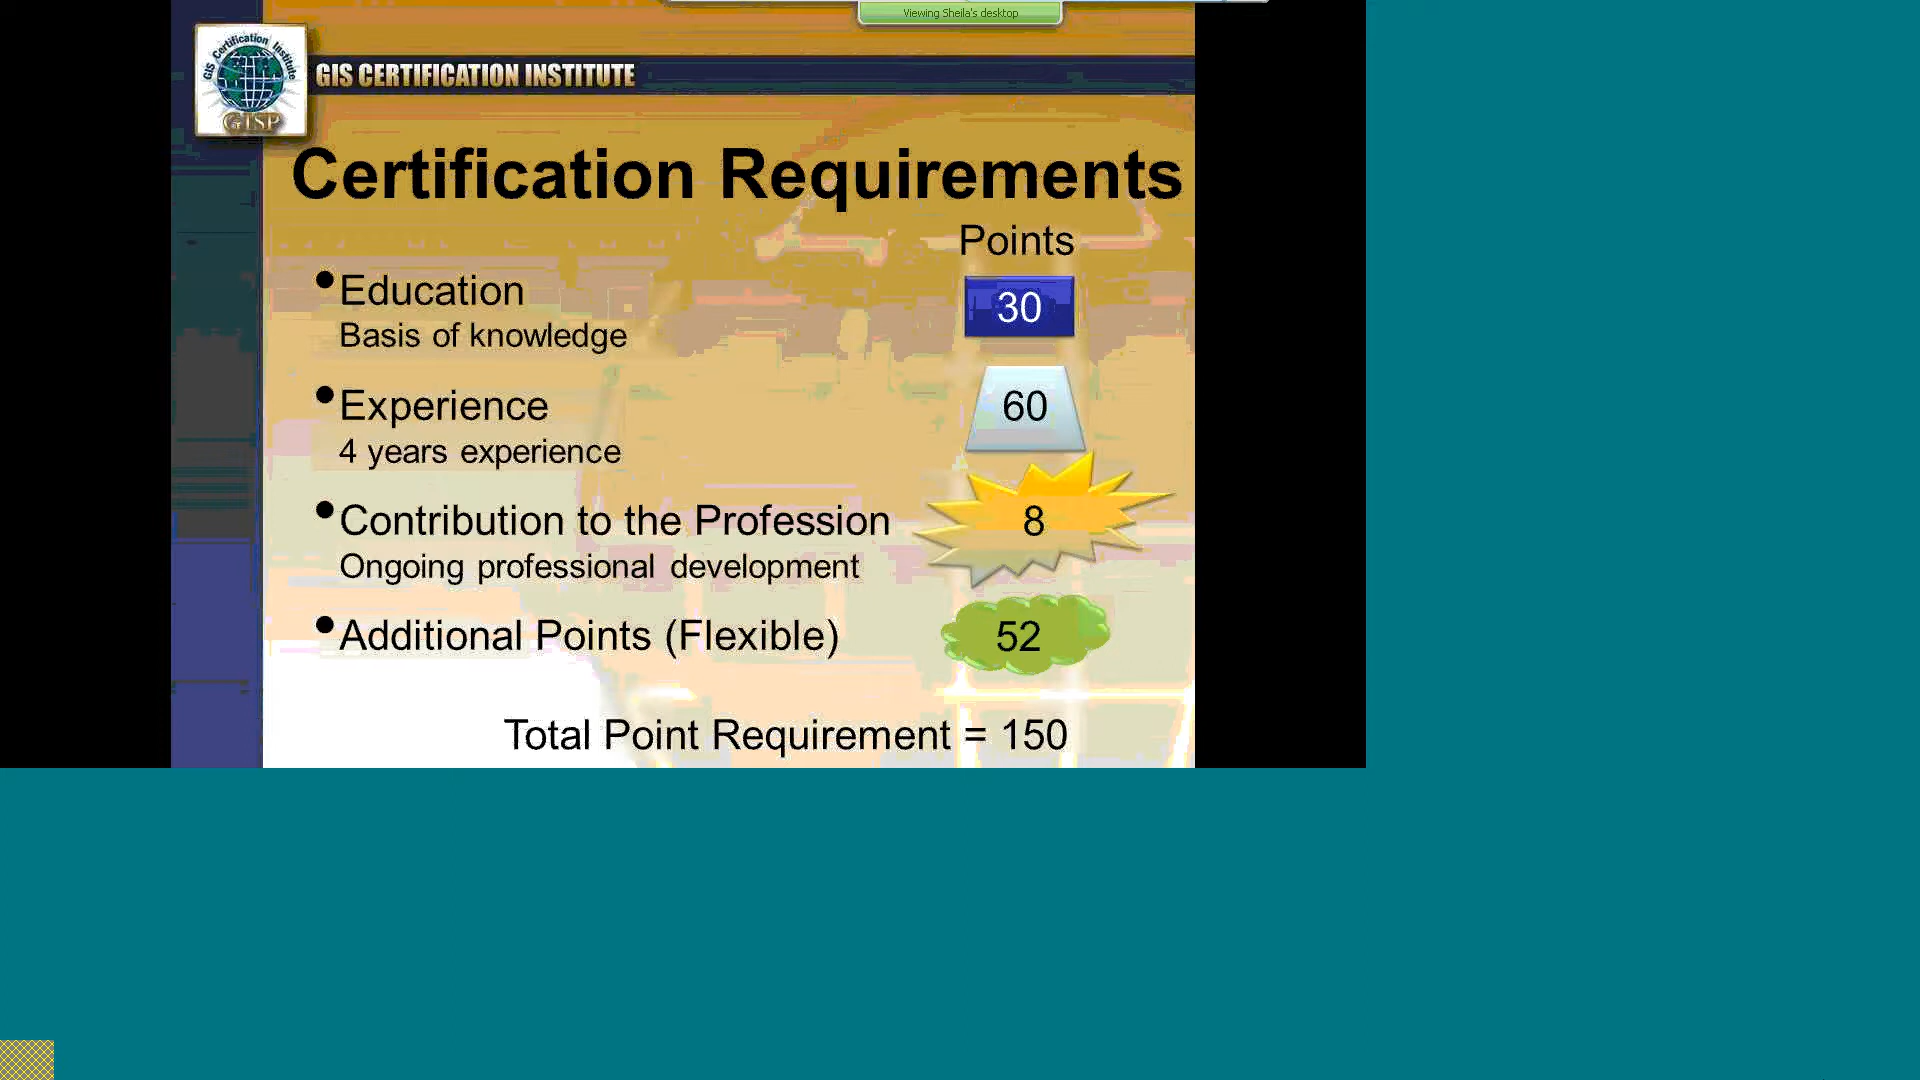 Viewing Sheila's desktop
GIS Certification Institute
GISP
GIS CERTIFICATION INSTITUTE
Certification Requirements
Points
•Education 30
Basis of knowledge
•Experience 60
4 years experience
•Contribution to the Profession 8
Ongoing professional development
•Additional Points (Flexible) 52
Total Point Requirement = 150